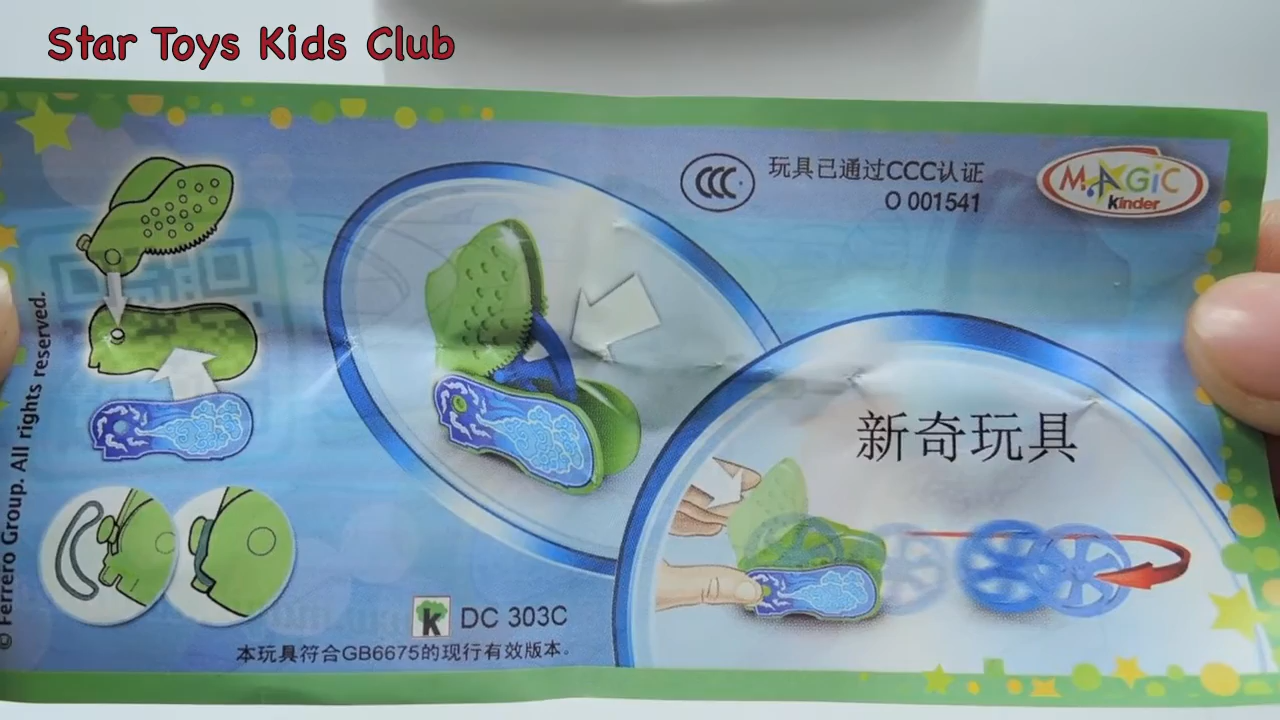 Star Toys Kids Club
玩具已通过CCC认证
O 001541
MAGiC
kinder
新奇玩具
© Ferrero Group. All rights reserved.
k DC 303C
本玩具符合GB6675的现行有效版本。